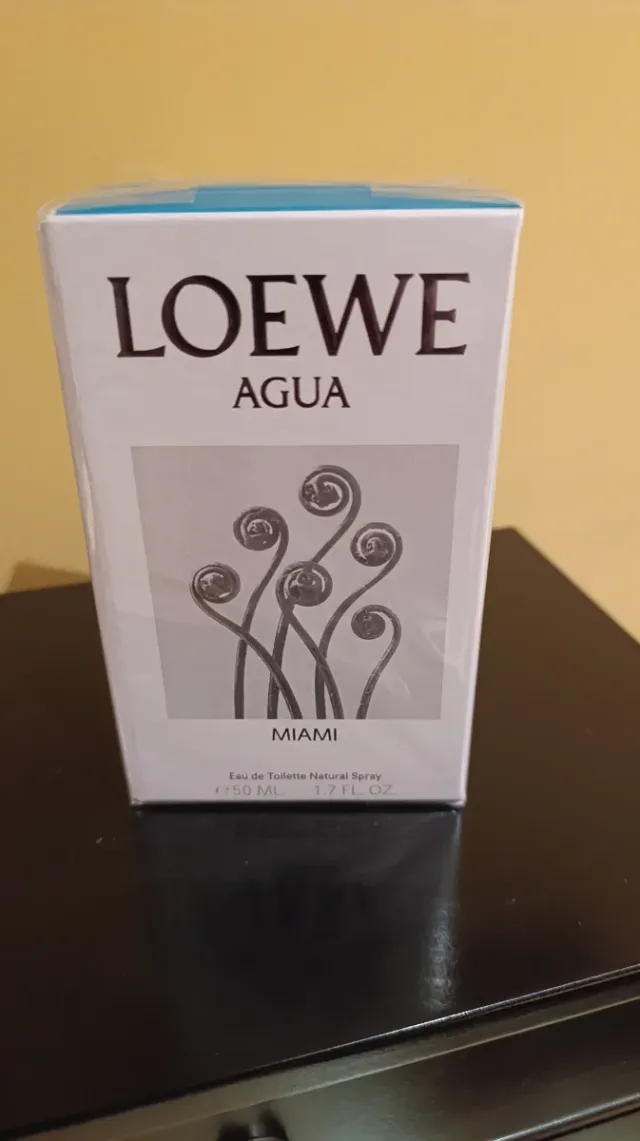 LOEWE
AGUA
MIAMI
Eau de Toilette Natural Spray
℮50 ML. 1.7 FL. OZ.